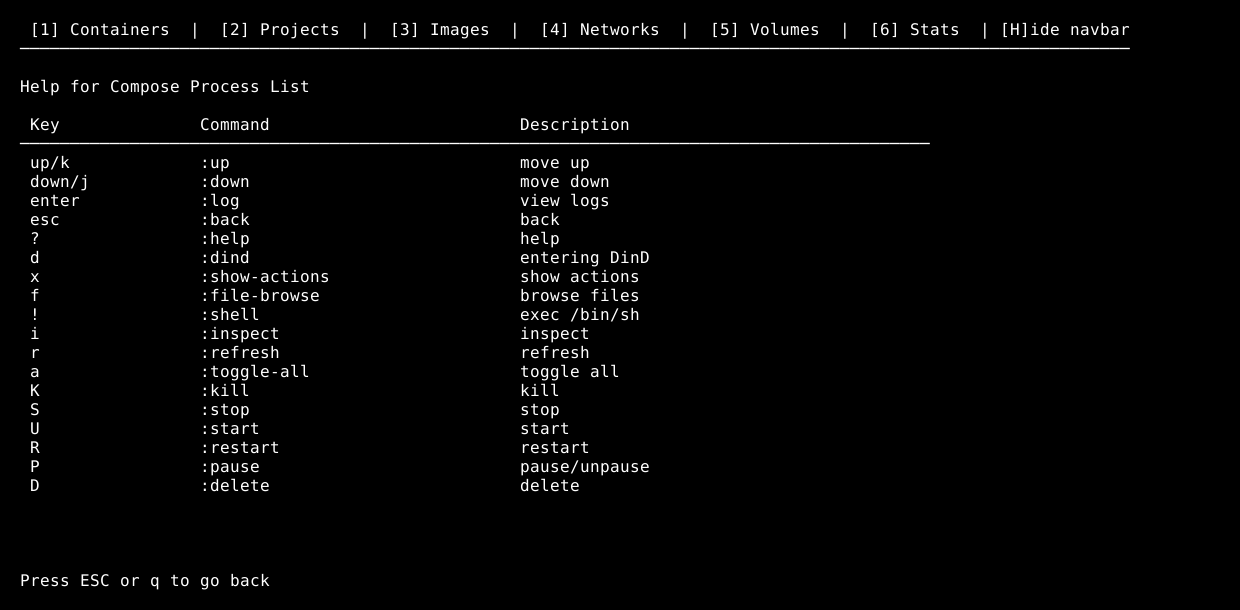 [1] Containers | [2] Projects | [3] Images | [4] Networks | [5] Volumes | [6] Stats | [H]ide navbar
Help for Compose Process List
Key Command Description
up/k :up move up
down/j :down move down
enter :log view logs
esc :back back
? :help help
d :dind entering DinD
x :show-actions show actions
f :file-browse browse files
! :shell exec /bin/sh
i :inspect inspect
r :refresh refresh
a :toggle-all toggle all
K :kill kill
S :stop stop
U :start start
R :restart restart
P :pause pause/unpause
D :delete delete
Press ESC or q to go back